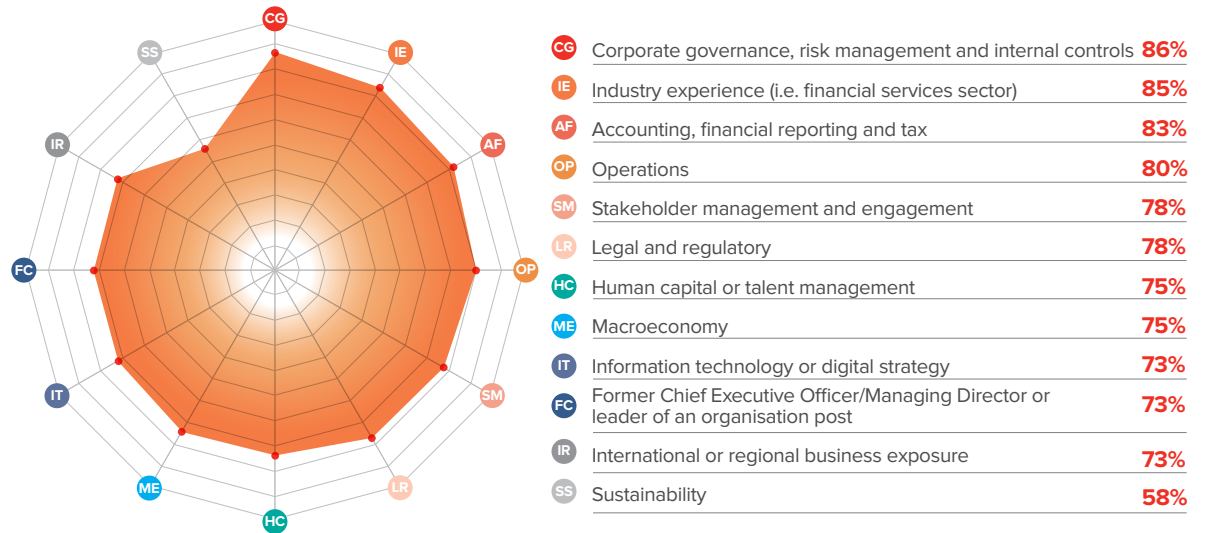 CG
SS
IE
IR
AF
FC
OP
IT
SM
ME
LR
HC
CG Corporate governance, risk management and internal controls 86%
IE Industry experience (i.e. financial services sector) 85%
AF Accounting, financial reporting and tax 83%
OP Operations 80%
SM Stakeholder management and engagement 78%
LR Legal and regulatory 78%
HC Human capital or talent management 75%
ME Macroeconomy 75%
IT Information technology or digital strategy 73%
FC Former Chief Executive Officer/Managing Director or
leader of an organisation post 73%
IR International or regional business exposure 73%
SS Sustainability 58%